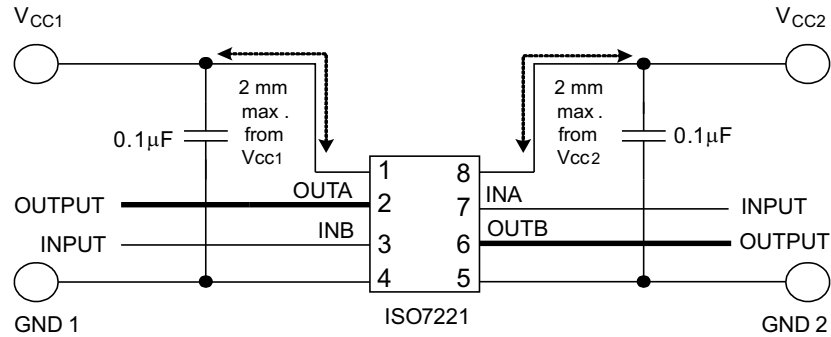 VCC1
VCC2
2 mm
max .
from
Vcc1
2 mm
max .
from
Vcc2
0.1μF
0.1μF
1
8
OUTPUT
OUTA
2
7
INA
INPUT
INPUT
INB
3
6
OUTB
OUTPUT
4
5
GND 1
ISO7221
GND 2